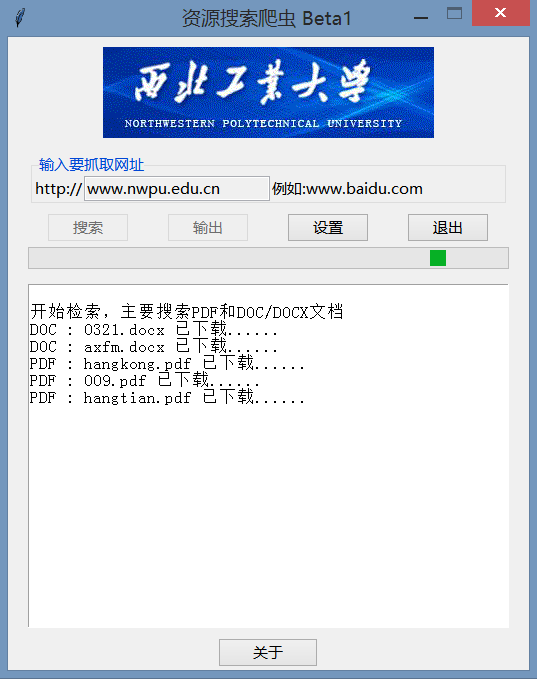 资源搜索爬虫 Beta1
西北工业大学
NORTHWESTERN POLYTECHNICAL UNIVERSITY
输入要抓取网址
http:// www.nwpu.edu.cn 例如:www.baidu.com
搜索 输出 设置 退出
开始检索，主要搜索PDF和DOC/DOCX文档
DOC : 0321.docx 已下载......
DOC : axfm.docx 已下载......
PDF : hangkong.pdf 已下载......
PDF : 009.pdf 已下载......
PDF : hangtian.pdf 已下载......
关于